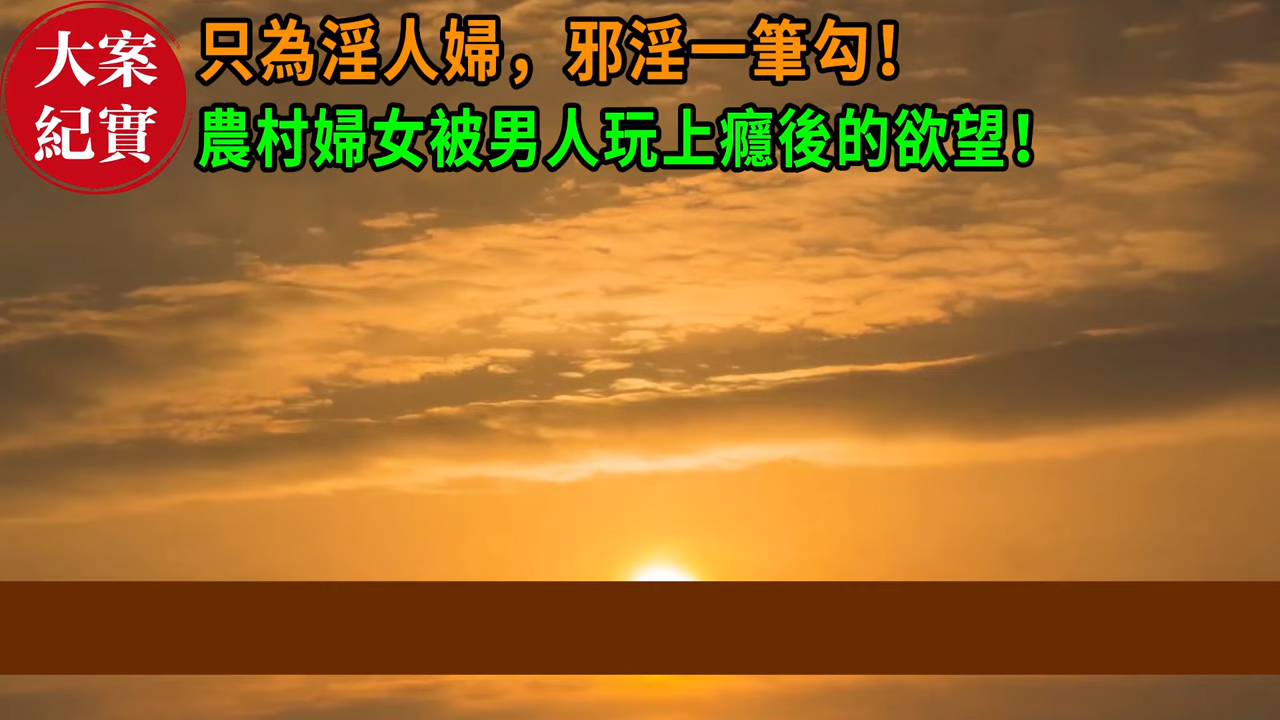 大案
紀實
只為淫人婦，邪淫一筆勾！
農村婦女被男人玩上癮後的欲望！